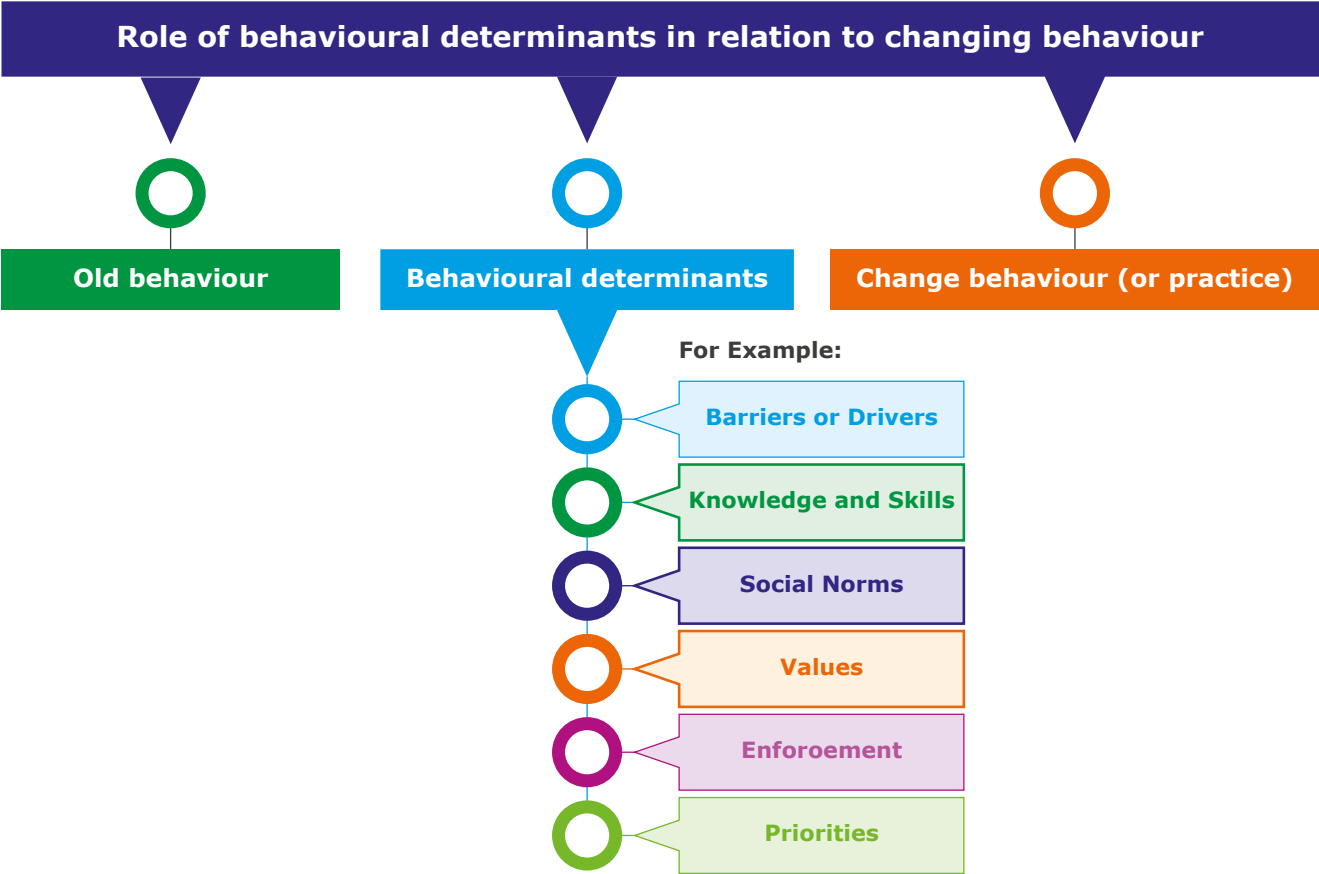 Role of behavioural determinants in relation to changing behaviour
Old behaviour
Behavioural determinants
Change behaviour (or practice)
For Example:
Barriers or Drivers
Knowledge and Skills
Social Norms
Values
Enforoement
Priorities